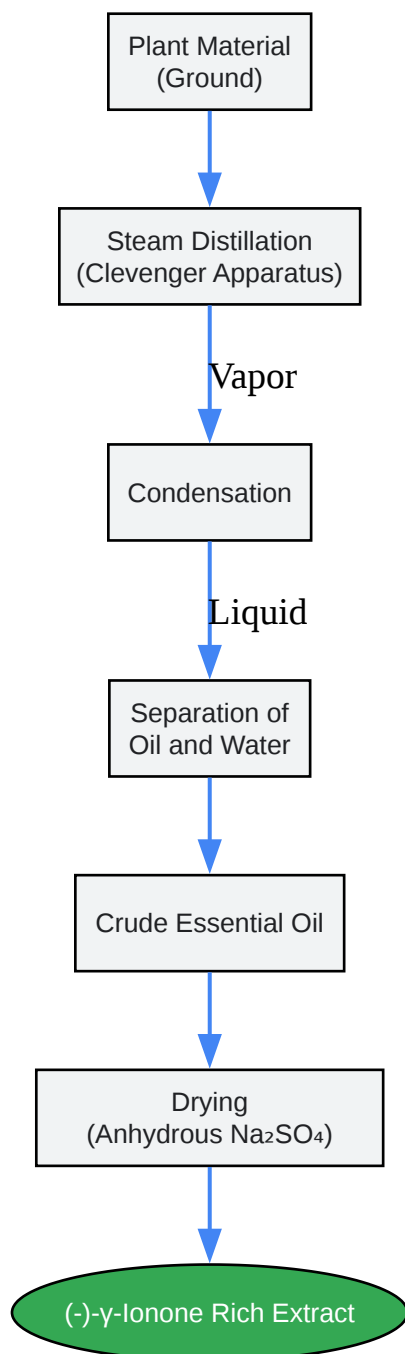 Plant Material
(Ground)
Steam Distillation
(Clevenger Apparatus)
Vapor
Condensation
Liquid
Separation of
Oil and Water
Crude Essential Oil
Drying
(Anhydrous Na₂SO₄)
(-)-γ-Ionone Rich Extract